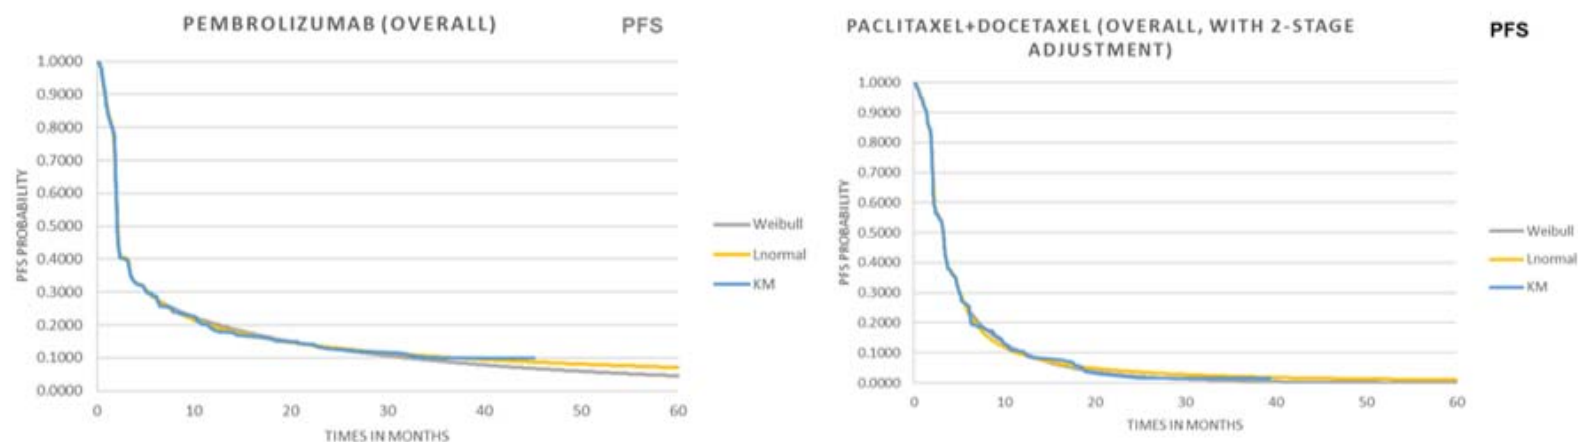 PEMBROLIZUMAB (OVERALL)
PFS
1.0000
0.9000
0.8000
0.7000
0.6000
0.5000
0.4000
0.3000
0.2000
0.1000
0.0000
PFS PROBABILITY
0 10 20 30 40 50 60
TIMES IN MONTHS
Weibull
Lnormal
KM
PACLITAXEL+DOCETAXEL (OVERALL, WITH 2-STAGE
ADJUSTMENT)
PFS
1.0000
0.9000
0.8000
0.7000
0.6000
0.5000
0.4000
0.3000
0.2000
0.1000
0.0000
PFS PROBABILITY
0 10 20 30 40 50 60
TIMES IN MONTHS
Weibull
Lnormal
KM